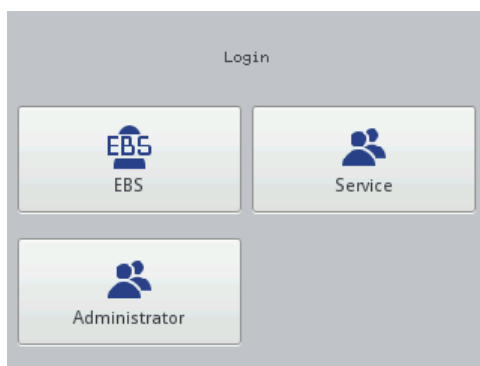 Login
EBS
EBS
Service
Administrator